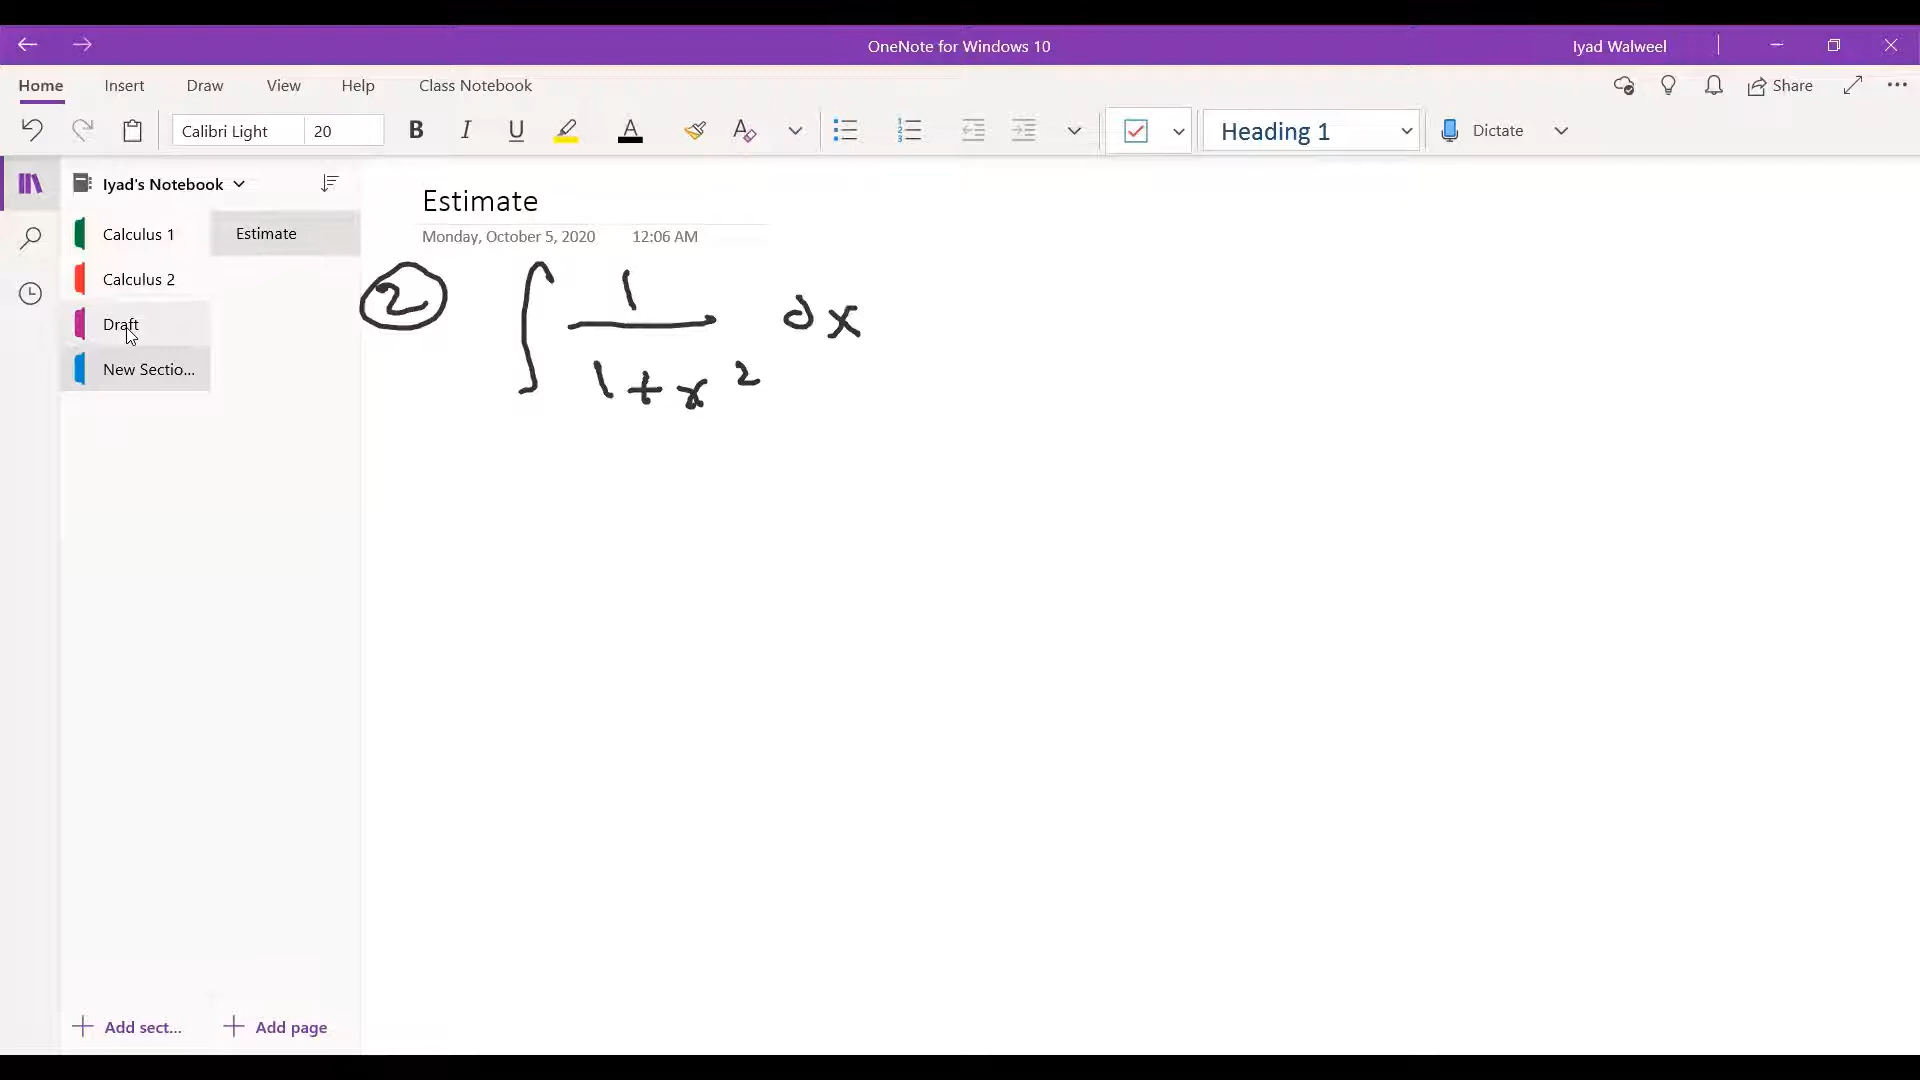 OneNote for Windows 10
Iyad Walweel
Home Insert Draw View Help Class Notebook
Share
Calibri Light 20 B I U A Heading 1 Dictate
Iyad's Notebook
Calculus 1
Calculus 2
Draft
New Sectio...
Estimate
Estimate
Monday, October 5, 2020 12:06 AM
② ∫ 1/(1+x²) dx
Add sect...
Add page